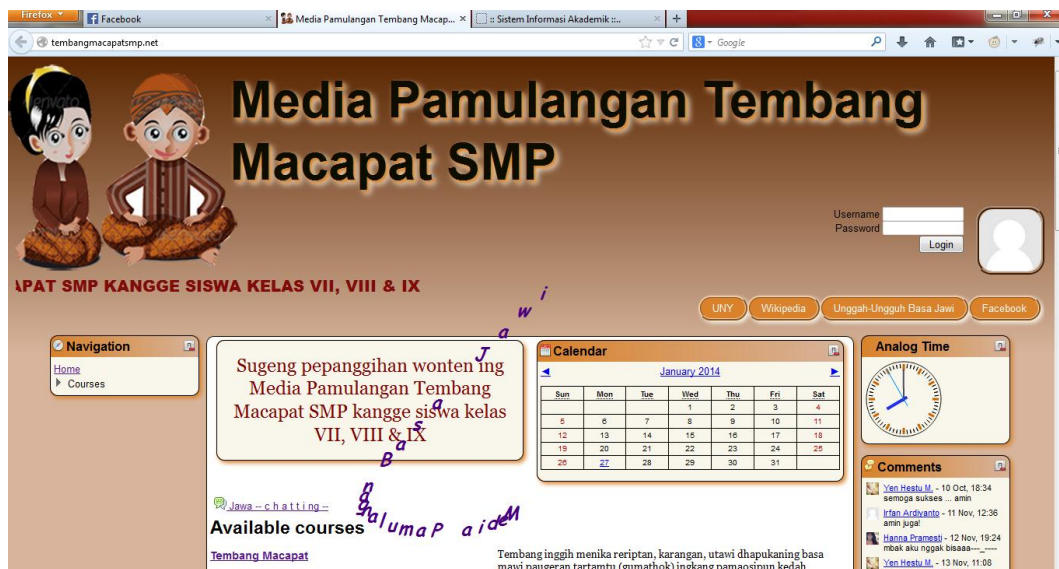 Firefox
Facebook
Media Pamulangan Tembang Macap...
:: Sistem Informasi Akademik ::..
tembangmacapatsmp.net
Google
Media Pamulangan Tembang
Macapat SMP
Username
Password
Login
APAT SMP KANGGE SISWA KELAS VII, VIII & IX
UNY
Wikipedia
Unggah-Ungguh Basa Jawi
Facebook
Navigation
Home
Courses
Sugeng pepanggihan wonten ing
Media Pamulangan Tembang
Macapat SMP kangge siswa kelas
VII, VIII & IX
Media Pamulangan Basa Jawi
Jawa -- c h a t t i n g --
Available courses
Tembang Macapat
Tembang inggih menika reriptan, karangan, utawi dhapukaning basa
mawi paugeran tartamtu (gumathok) ingkang pamaosipun kedah
Calendar
January 2014
Sun Mon Tue Wed Thu Fri Sat
1 2 3 4
5 6 7 8 9 10 11
12 13 14 15 16 17 18
19 20 21 22 23 24 25
26 27 28 29 30 31
Analog Time
Comments
Yen Hestu M. - 10 Oct, 18:34
semoga sukses ... amin
Irfan Ardiyanto - 11 Nov, 12:36
amin juga!
Hanna Pramesti - 12 Nov, 19:24
mbak aku nggak bisaaa---_----
Yen Hestu M. - 13 Nov, 11:08